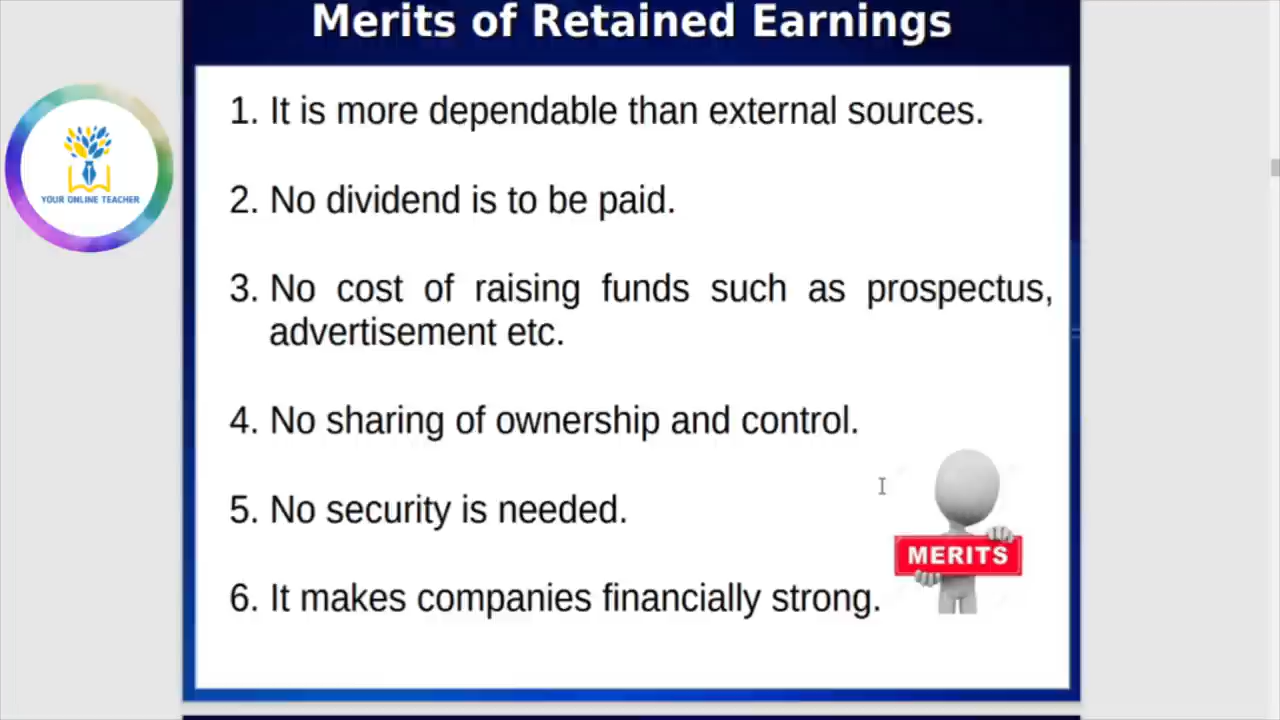 Merits of Retained Earnings
YOUR ONLINE TEACHER
1. It is more dependable than external sources.
2. No dividend is to be paid.
3. No cost of raising funds such as prospectus,
advertisement etc.
4. No sharing of ownership and control.
5. No security is needed.
MERITS
6. It makes companies financially strong.